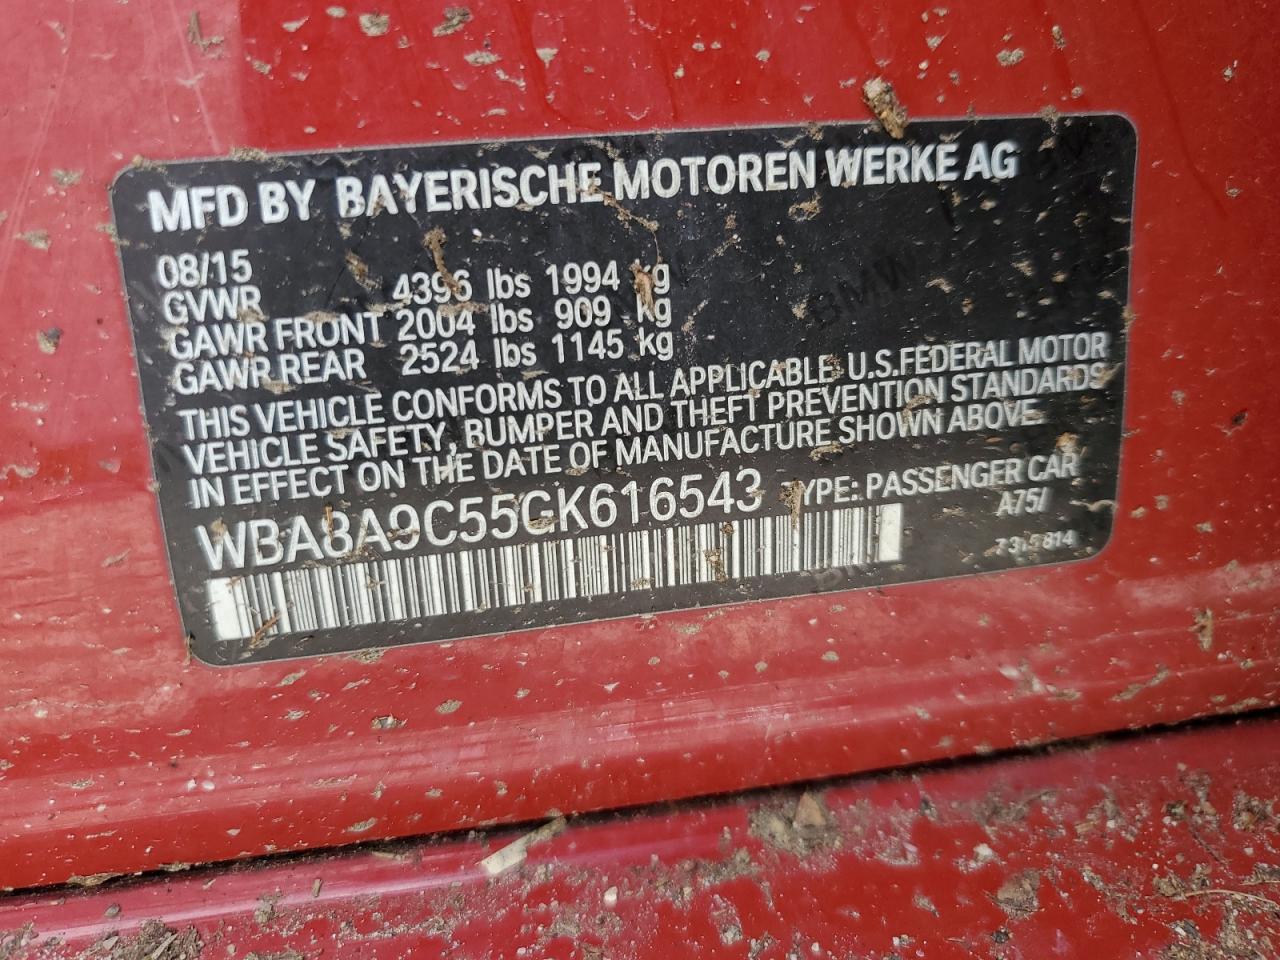 MFD BY BAYERISCHE MOTOREN WERKE AG
08/15
GVWR 4396 lbs 1994 kg
GAWR FRONT 2004 lbs 909 kg
GAWR REAR 2524 lbs 1145 kg
THIS VEHICLE CONFORMS TO ALL APPLICABLE U.S.FEDERAL MOTOR
VEHICLE SAFETY, BUMPER AND THEFT PREVENTION STANDARDS
IN EFFECT ON THE DATE OF MANUFACTURE SHOWN ABOVE.
WBA8A9C55GK616543 TYPE: PASSENGER CAR
A75/